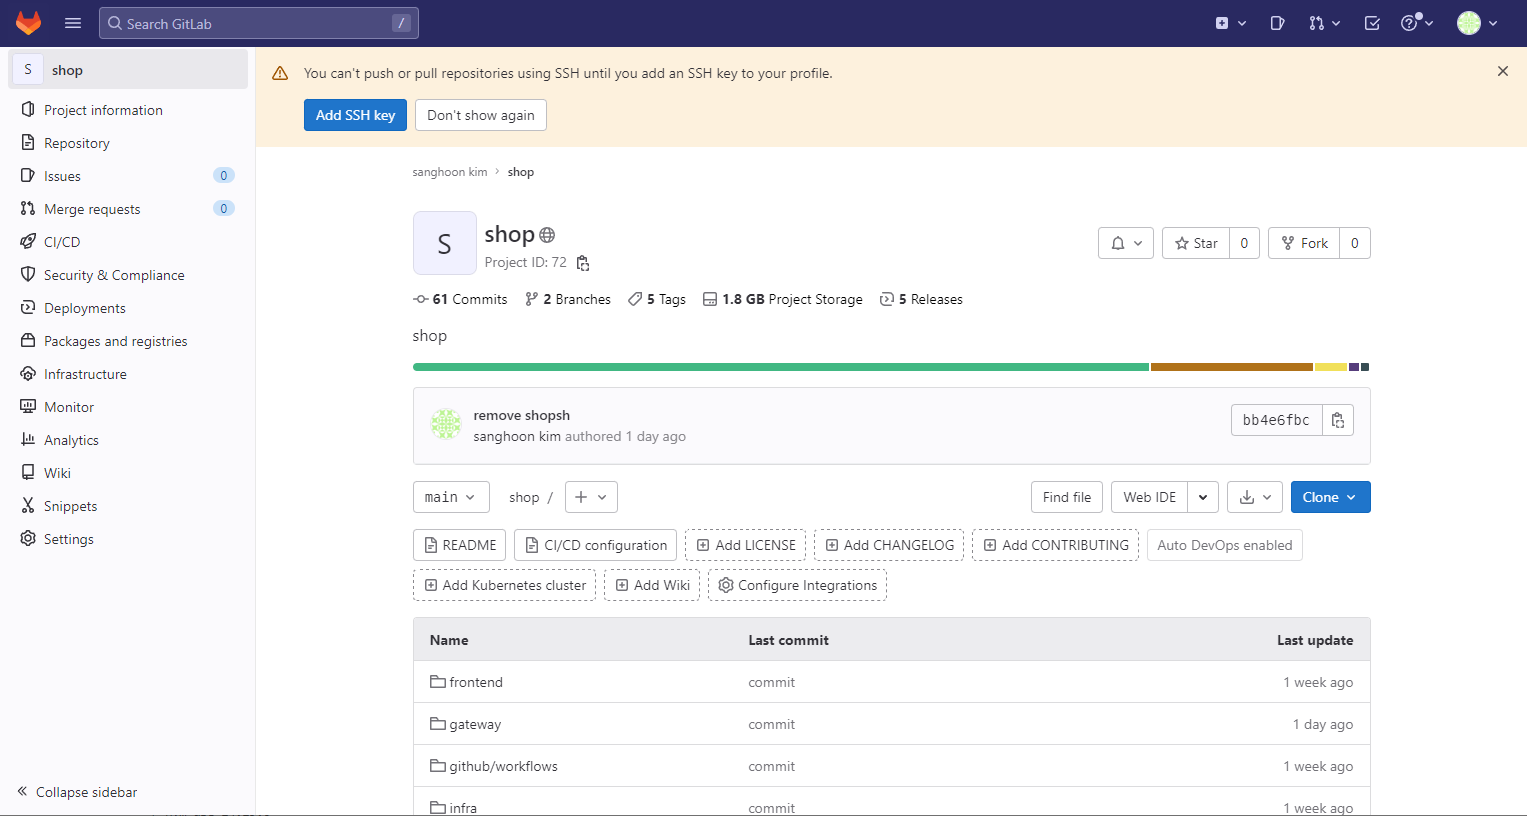 Search GitLab /
S shop
Project information
Repository
Issues 0
Merge requests 0
CI/CD
Security & Compliance
Deployments
Packages and registries
Infrastructure
Monitor
Analytics
Wiki
Snippets
Settings
Collapse sidebar
You can't push or pull repositories using SSH until you add an SSH key to your profile.
Add SSH key Don't show again
sanghoon kim > shop
S
shop
Project ID: 72
Star 0 Fork 0
61 Commits 2 Branches 5 Tags 1.8 GB Project Storage 5 Releases
shop
remove shopsh
sanghoon kim authored 1 day ago
bb4e6fbc
main shop / + Find file Web IDE Clone
README CI/CD configuration Add LICENSE Add CHANGELOG Add CONTRIBUTING Auto DevOps enabled
Add Kubernetes cluster Add Wiki Configure Integrations
Name Last commit Last update
frontend commit 1 week ago
gateway commit 1 day ago
github/workflows commit 1 week ago
infra commit 1 week ago